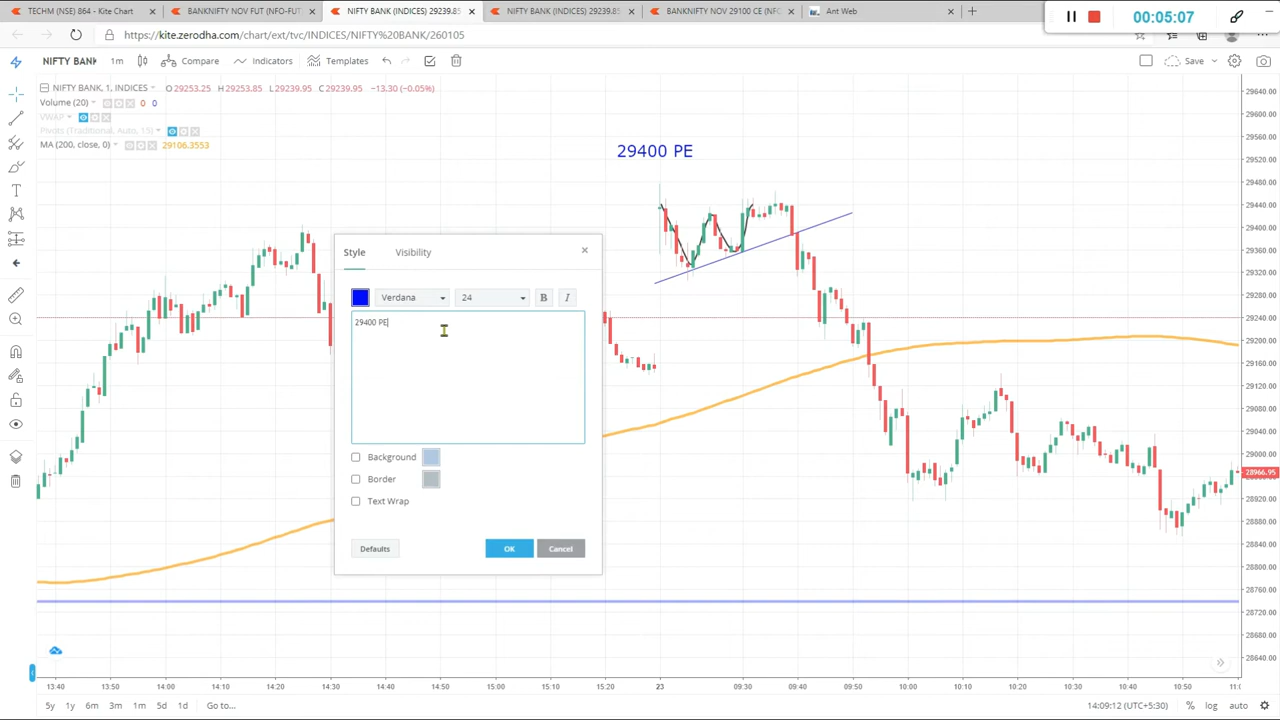 TECHM (NSE) 864 - Kite Chart
BANKNIFTY NOV FUT (NFO-FUT
NIFTY BANK (INDICES) 29239.85
NIFTY BANK (INDICES) 29239.85
BANKNIFTY NOV 29100 CE (NFO
Ant Web
00:05:07
https://kite.zerodha.com/chart/ext/tvc/INDICES/NIFTY%20BANK/260105
NIFTY BANK 1m Compare Indicators Templates Save
NIFTY BANK, 1, INDICES O 29253.25 H 29253.85 L 29239.95 C 29239.95 −13.30 (−0.05%)
Volume (20) 0 0
VWAP
Pivots (Traditional, Auto, 15)
MA (200, close, 0) 29106.3553
29400 PE
Style Visibility
Verdana 24 B I
29400 PE
Background
Border
Text Wrap
Defaults OK Cancel
29640.00
29600.00
29560.00
29520.00
29480.00
29440.00
29400.00
29360.00
29320.00
29280.00
29240.00
29200.00
29160.00
29120.00
29080.00
29040.00
29000.00
28966.95
28920.00
28880.00
28840.00
28800.00
28760.00
28720.00
28680.00
28640.00
13:40 13:50 14:00 14:10 14:20 14:30 14:40 14:50 15:00 15:10 15:20 23 09:30 09:40 09:50 10:00 10:10 10:20 10:30 10:40 10:50 11:0
5y 1y 6m 3m 1m 5d 1d Go to... 14:09:12 (UTC+5:30) % log auto